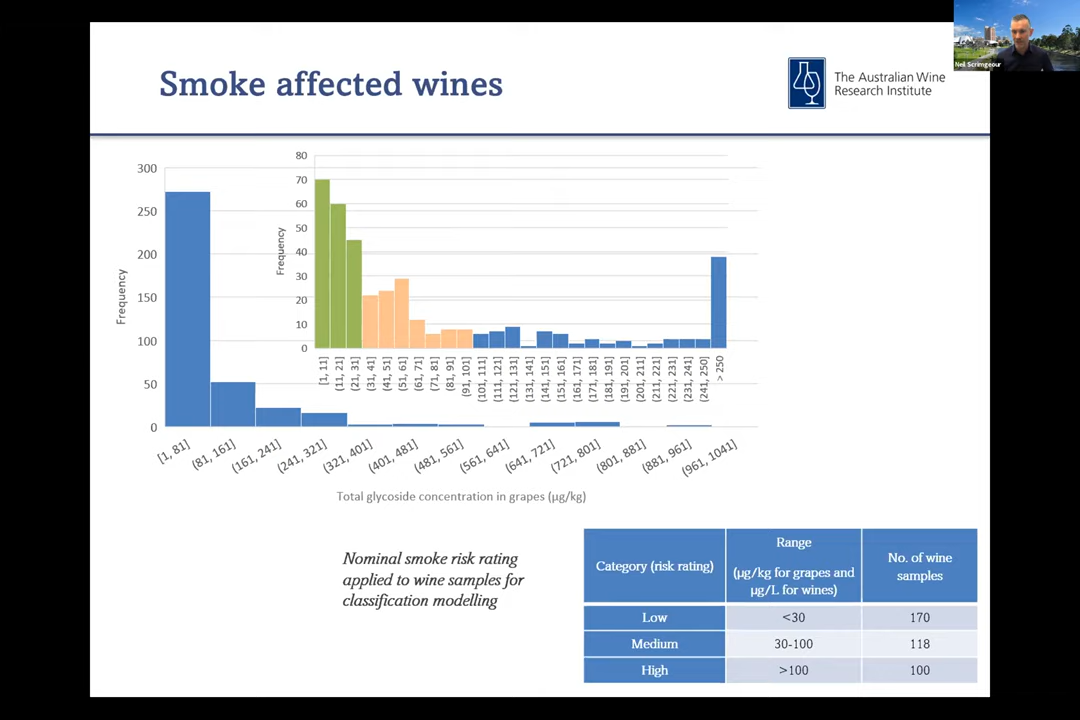 Smoke affected wines
The Australian Wine
Research Institute
Neil Scrimgeour
300
250
200
150
100
50
0
Frequency
[1, 81]
(81, 161]
(161, 241]
(241, 321]
(321, 401]
(401, 481]
(481, 561]
(561, 641]
(641, 721]
(721, 801]
(801, 881]
(881, 961]
(961, 1041]
Total glycoside concentration in grapes (µg/kg)
80
70
60
50
40
30
20
10
0
Frequency
[1, 11]
(11, 21]
(21, 31]
(31, 41]
(41, 51]
(51, 61]
(61, 71]
(71, 81]
(81, 91]
(91, 101]
(101, 111]
(111, 121]
(121, 131]
(131, 141]
(141, 151]
(151, 161]
(161, 171]
(171, 181]
(181, 191]
(191, 201]
(201, 211]
(211, 221]
(221, 231]
(231, 241]
(241, 250]
> 250
Nominal smoke risk rating
applied to wine samples for
classification modelling
Category (risk rating)
Range
(µg/kg for grapes and
µg/L for wines)
No. of wine
samples
Low <30 170
Medium 30-100 118
High >100 100